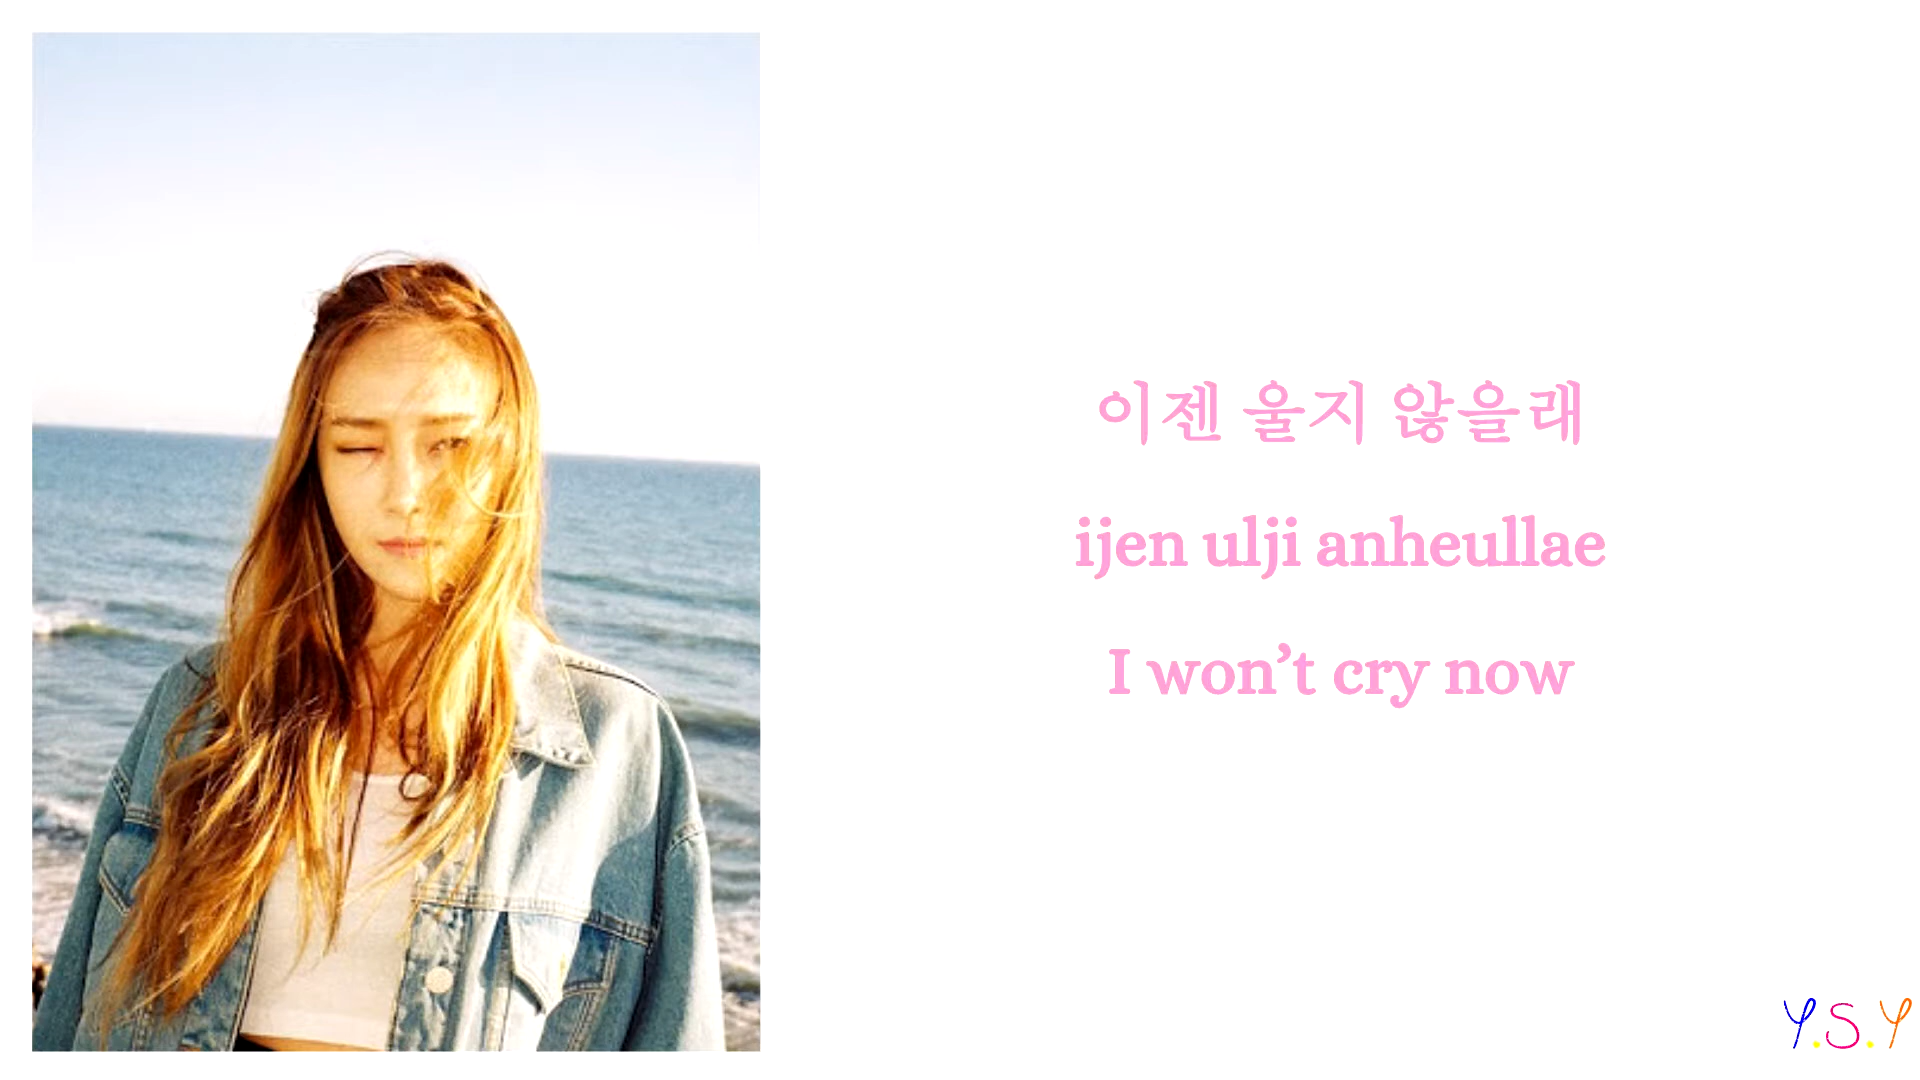 이젠 울지 않을래
ijen ulji anheullae
I won’t cry now
Y.S.Y